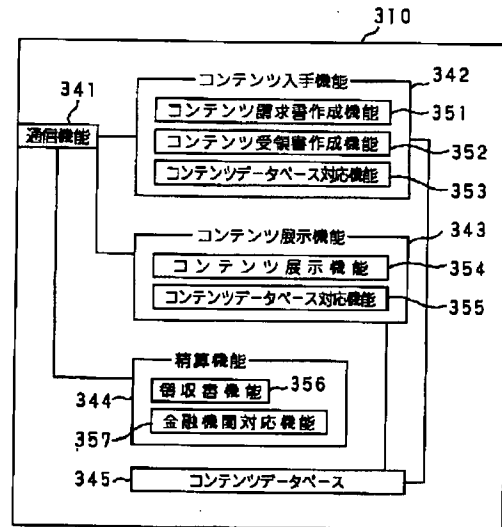 310
コンテンツ入手機能
342
341
コンテンツ請求書作成機能
351
通信機能
コンテンツ受領書作成機能
352
コンテンツデータベース対応機能
353
コンテンツ展示機能
343
コンテンツ展示機能
354
コンテンツデータベース対応機能
355
精算機能
領収書機能
356
344
金融機関対応機能
357
345
コンテンツデータベース